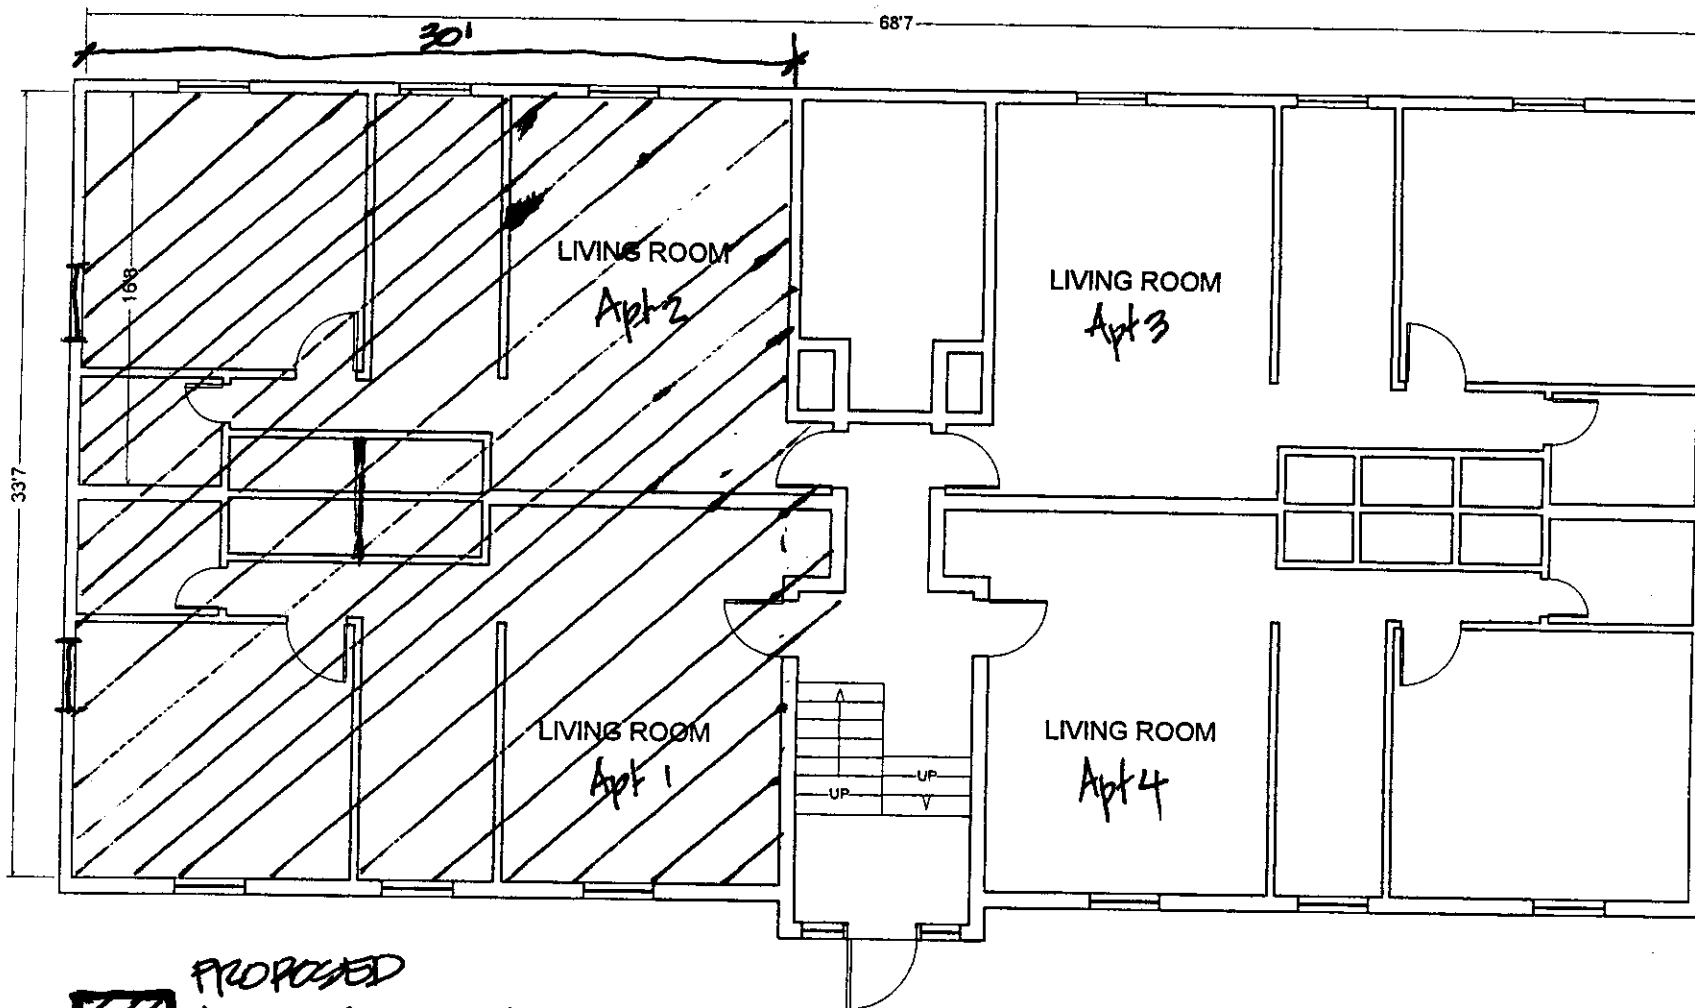 68'7
30'
16'8
33'7
LIVING ROOM
Apt 2
LIVING ROOM
Apt 3
LIVING ROOM
Apt 1
LIVING ROOM
Apt 4
UP
UP
PROPOSED